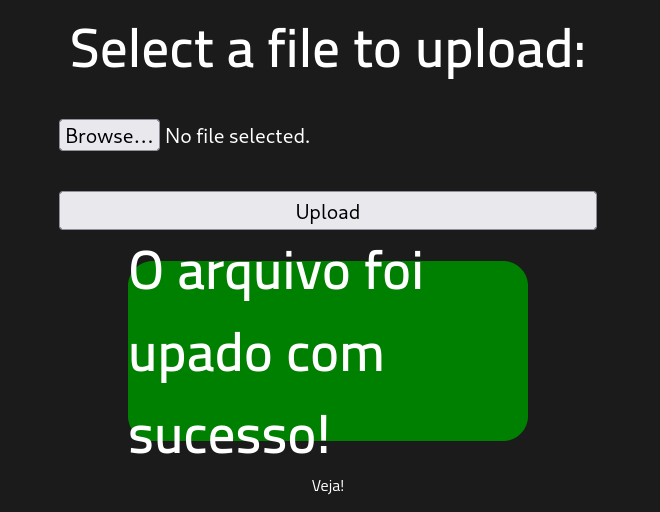 Select a file to upload:
Browse... No file selected.
Upload
O arquivo foi
upado com
sucesso!
Veja!